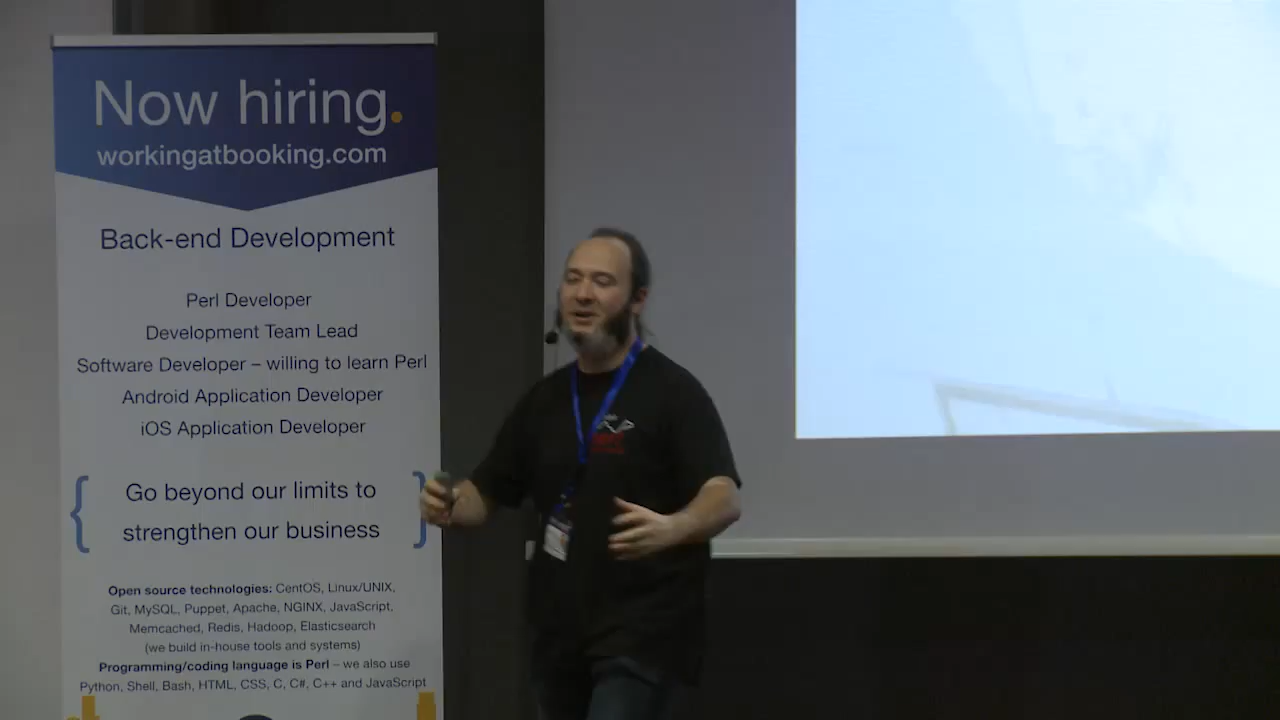 Now hiring.
workingatbooking.com
Back-end Development
Perl Developer
Development Team Lead
Software Developer – willing to learn Perl
Android Application Developer
iOS Application Developer
{ Go beyond our limits to
strengthen our business }
Open source technologies: CentOS, Linux/UNIX,
Git, MySQL, Puppet, Apache, NGINX, JavaScript,
Memcached, Redis, Hadoop, Elasticsearch
(we build in-house tools and systems)
Programming/coding language is Perl – we also use
Python, Shell, Bash, HTML, CSS, C, C#, C++ and JavaScript